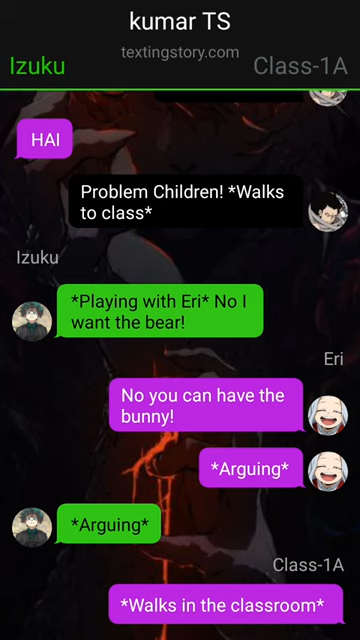 kumar TS
textingstory.com
Izuku
Class-1A
HAI
Problem Children! *Walks
to class*
Izuku
*Playing with Eri* No I
want the bear!
Eri
No you can have the
bunny!
*Arguing*
*Arguing*
Class-1A
*Walks in the classroom*